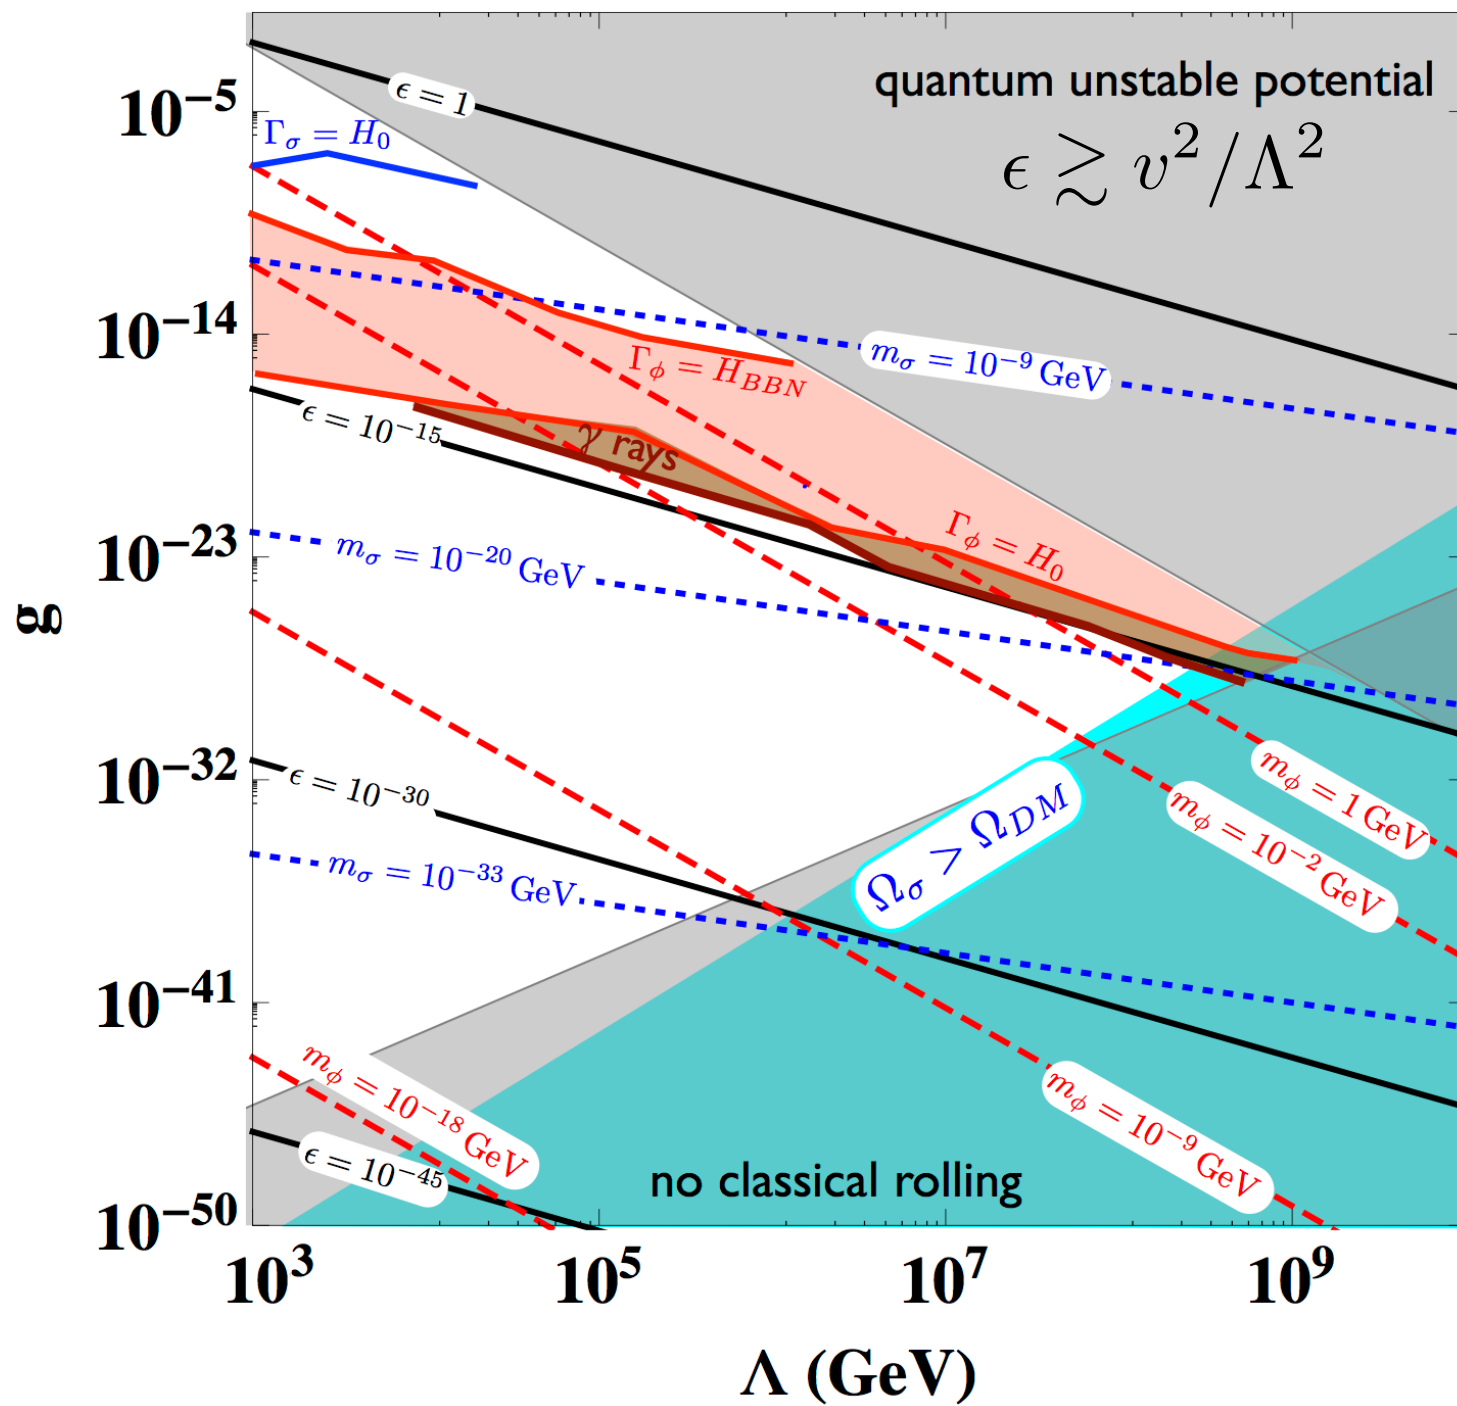 quantum unstable potential
ϵ ≳ v²/Λ²
ϵ = 1
10⁻⁵
Γσ = H₀
10⁻¹⁴
mσ = 10⁻⁹ GeV
Γϕ = H_BBN
ϵ = 10⁻¹⁵
γ rays
Γϕ = H₀
10⁻²³
mσ = 10⁻²⁰ GeV
g
10⁻³²
ϵ = 10⁻³⁰
mϕ = 1 GeV
mϕ = 10⁻² GeV
Ωσ > Ω_DM
mσ = 10⁻³³ GeV
10⁻⁴¹
mϕ = 10⁻¹⁸ GeV
mϕ = 10⁻⁹ GeV
ϵ = 10⁻⁴⁵
no classical rolling
10⁻⁵⁰
10³ 10⁵ 10⁷ 10⁹
Λ (GeV)